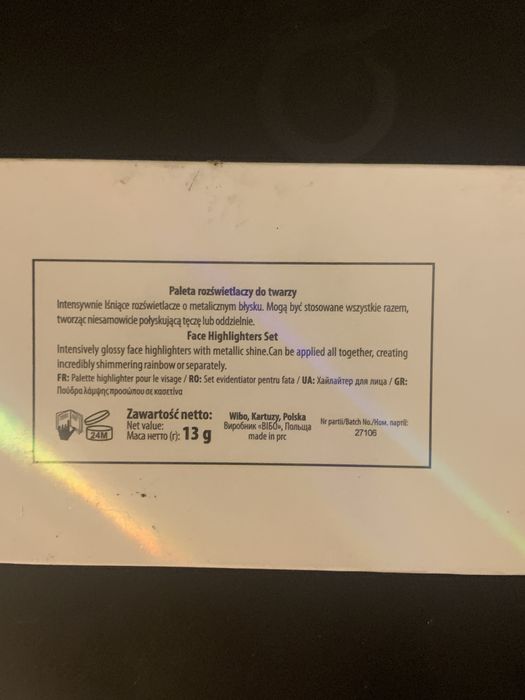 Paleta rozświetlaczy do twarzy
Intensywnie lśniące rozświetlacze o metalicznym błysku. Mogą być stosowane wszystkie razem,
tworząc niesamowicie połyskującą tęczę lub oddzielnie.
Face Highlighters Set
Intensively glossy face highlighters with metallic shine.Can be applied all together, creating
incredibly shimmering rainbow or separately.
FR: Palette highlighter pour le visage / RO: Set evidentiator pentru fata / UA: Хайлайтер для лица / GR:
Πούδρα λάμψης προσώπου σε κασετίνα
24M
Zawartość netto:
Net value:
Маса нетто (г): 13 g
Wibo, Kartuzy, Polska
Виробник «ВІБО», Польща
made in prc
Nr partii/Batch No./Ном. партії:
27106